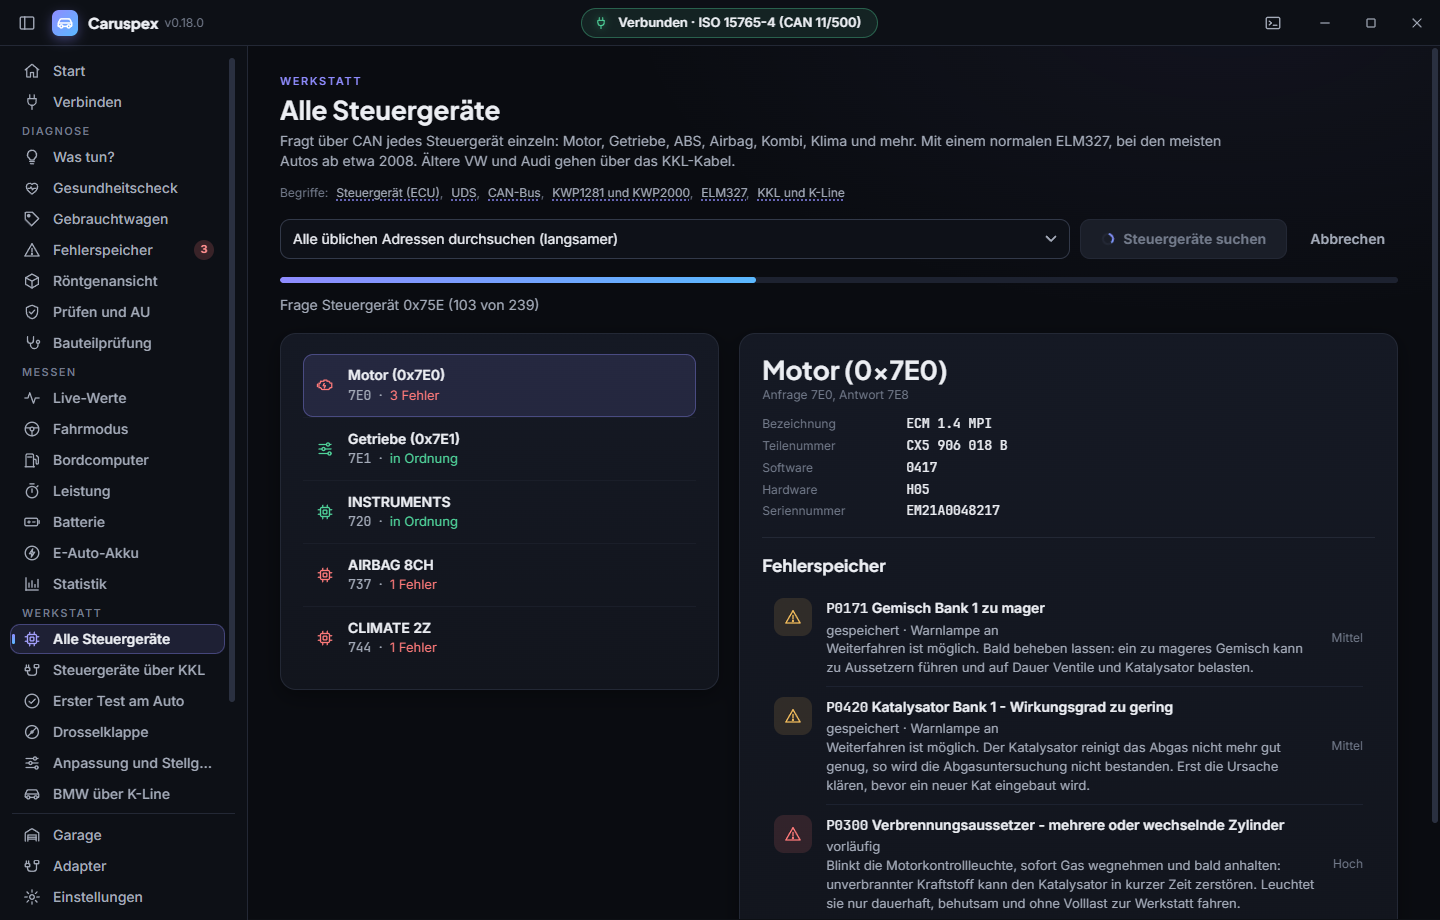 Caruspex v0.18.0
Verbunden · ISO 15765-4 (CAN 11/500)
Start
Verbinden
DIAGNOSE
Was tun?
Gesundheitscheck
Gebrauchtwagen
Fehlerspeicher 3
Röntgenansicht
Prüfen und AU
Bauteilprüfung
MESSEN
Live-Werte
Fahrmodus
Bordcomputer
Leistung
Batterie
E-Auto-Akku
Statistik
WERKSTATT
Alle Steuergeräte
Steuergeräte über KKL
Erster Test am Auto
Drosselklappe
Anpassung und Stellg...
BMW über K-Line
Garage
Adapter
Einstellungen
WERKSTATT
Alle Steuergeräte
Fragt über CAN jedes Steuergerät einzeln: Motor, Getriebe, ABS, Airbag, Kombi, Klima und mehr. Mit einem normalen ELM327, bei den meisten
Autos ab etwa 2008. Ältere VW und Audi gehen über das KKL-Kabel.
Begriffe: Steuergerät (ECU), UDS, CAN-Bus, KWP1281 und KWP2000, ELM327, KKL und K-Line
Alle üblichen Adressen durchsuchen (langsamer)
Steuergeräte suchen
Abbrechen
Frage Steuergerät 0x75E (103 von 239)
Motor (0x7E0)
7E0 · 3 Fehler
Getriebe (0x7E1)
7E1 · in Ordnung
INSTRUMENTS
720 · in Ordnung
AIRBAG 8CH
737 · 1 Fehler
CLIMATE 2Z
744 · 1 Fehler
Motor (0×7E0)
Anfrage 7E0, Antwort 7E8
Bezeichnung ECM 1.4 MPI
Teilenummer CX5 906 018 B
Software 0417
Hardware H05
Seriennummer EM21A0048217
Fehlerspeicher
P0171 Gemisch Bank 1 zu mager
gespeichert · Warnlampe an
Weiterfahren ist möglich. Bald beheben lassen: ein zu mageres Gemisch kann
zu Aussetzern führen und auf Dauer Ventile und Katalysator belasten.
Mittel
P0420 Katalysator Bank 1 - Wirkungsgrad zu gering
gespeichert · Warnlampe an
Weiterfahren ist möglich. Der Katalysator reinigt das Abgas nicht mehr gut
genug, so wird die Abgasuntersuchung nicht bestanden. Erst die Ursache
klären, bevor ein neuer Kat eingebaut wird.
Mittel
P0300 Verbrennungsaussetzer - mehrere oder wechselnde Zylinder
vorläufig
Blinkt die Motorkontrollleuchte, sofort Gas wegnehmen und bald anhalten:
unverbrannter Kraftstoff kann den Katalysator in kurzer Zeit zerstören. Leuchtet
sie nur dauerhaft, behutsam und ohne Volllast zur Werkstatt fahren.
Hoch